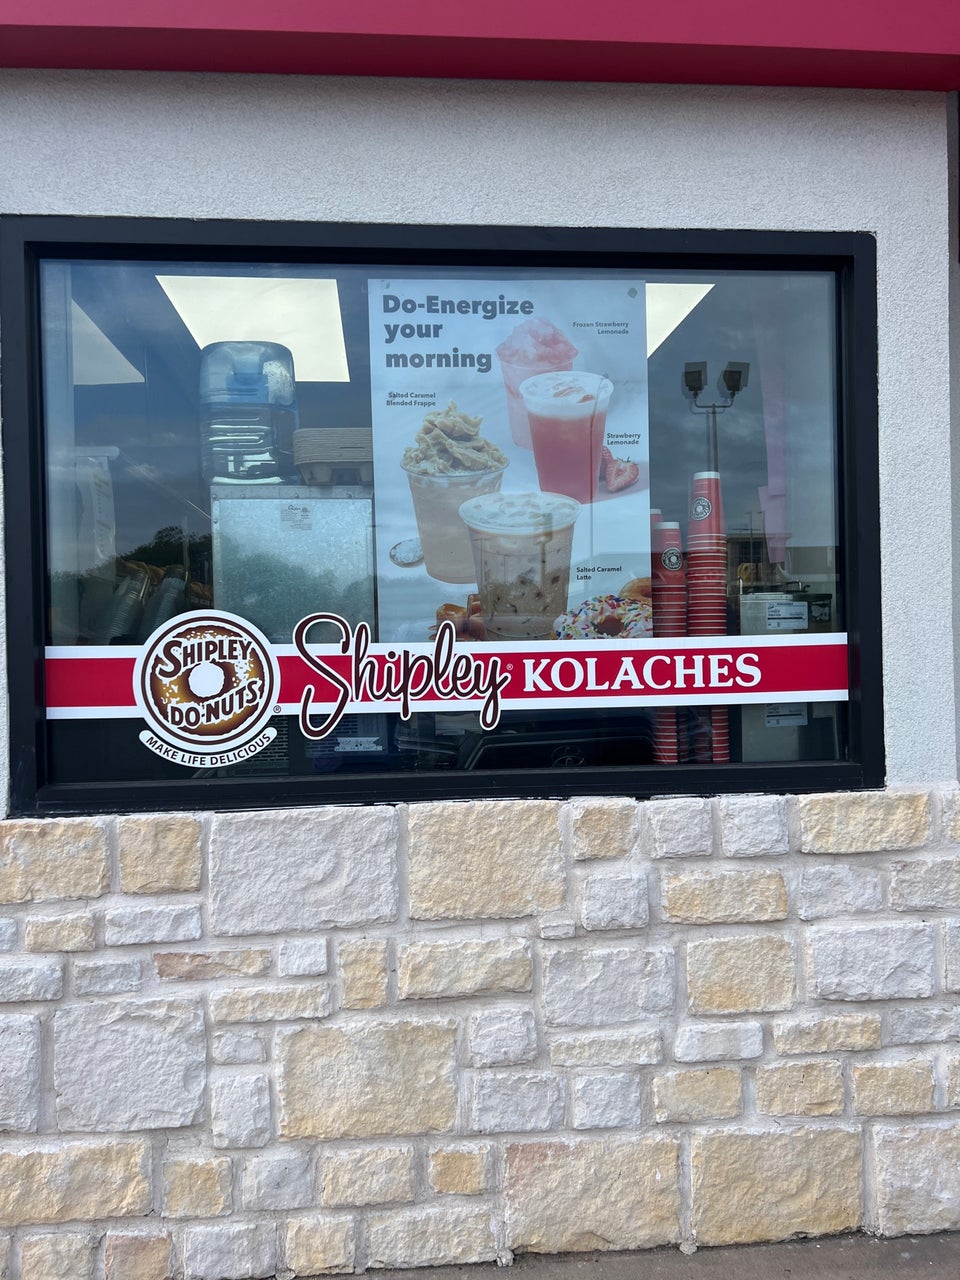 Do-Energize
your
morning
Frozen Strawberry
Lemonade
Salted Caramel
Blended Frappe
Strawberry
Lemonade
Salted Caramel
Latte
SHIPLEY
DO-NUTS
®
MAKE LIFE DELICIOUS
Shipley® KOLACHES